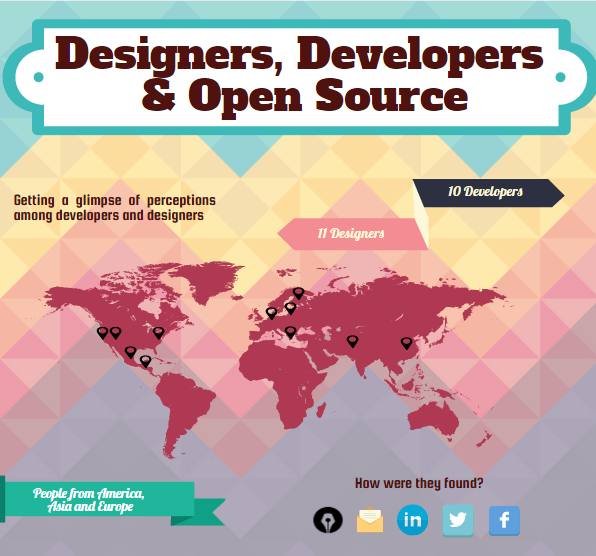 Designers, Developers
& Open Source
Getting a glimpse of perceptions
among developers and designers
10 Developers
11 Designers
How were they found?
People from America,
Asia and Europe
in
f